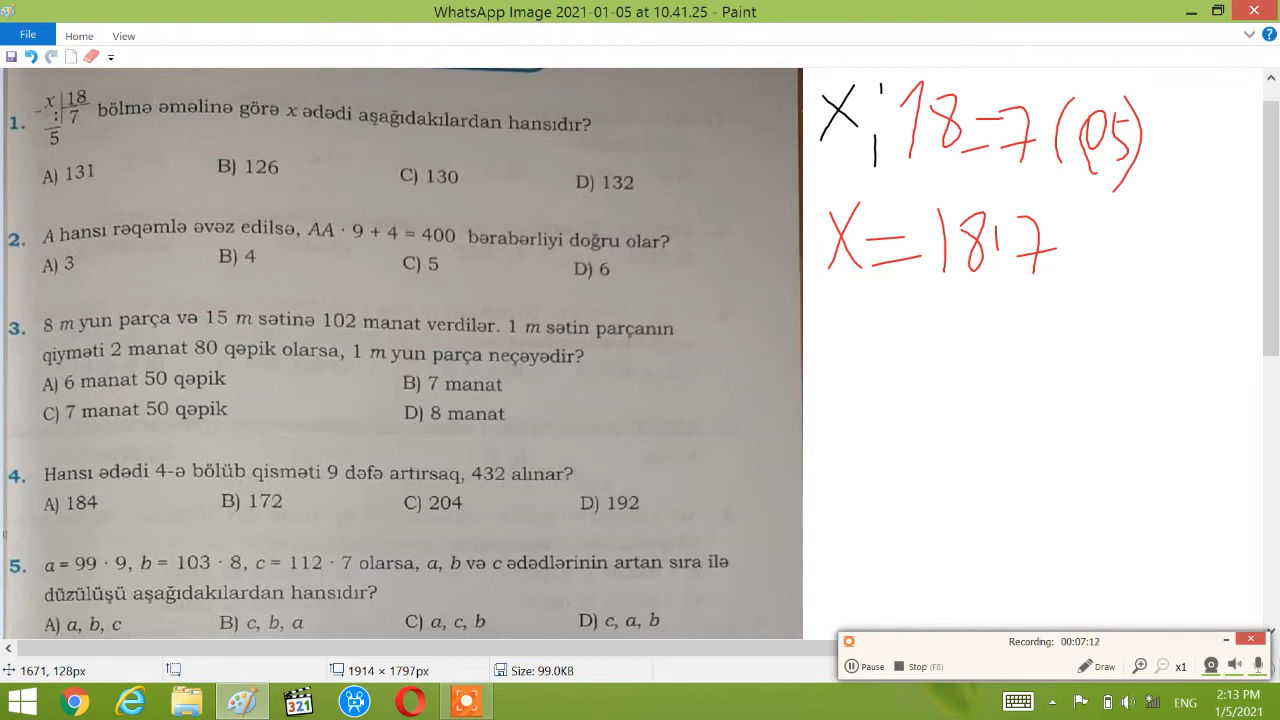 WhatsApp Image 2021-01-05 at 10.41.25 - Paint
File Home View
1. x 18 7 5 bölmə əməlinə görə x ədədi aşağıdakılardan hansıdır?
A) 131 B) 126 C) 130 D) 132
2. A hansı rəqəmlə əvəz edilsə, AA · 9 + 4 = 400 bərabərliyi doğru olar?
A) 3 B) 4 C) 5 D) 6
3. 8 m yun parça və 15 m sətinə 102 manat verdilər. 1 m sətin parçanın
qiyməti 2 manat 80 qəpik olarsa, 1 m yun parça neçəyədir?
A) 6 manat 50 qəpik B) 7 manat
C) 7 manat 50 qəpik D) 8 manat
4. Hansı ədədi 4-ə bölüb qisməti 9 dəfə artırsaq, 432 alınar?
A) 184 B) 172 C) 204 D) 192
5. a = 99 · 9, b = 103 · 8, c = 112 · 7 olarsa, a, b və c ədədlərinin artan sıra ilə
düzülüşü aşağıdakılardan hansıdır?
A) a, b, c B) c, b, a C) a, c, b D) c, a, b
X : 18 = 7 (
X = 18 · 7
Recording: 00:07:12
Pause Stop (F8) Draw x1
1671, 128px 1914 × 1797px Size: 99.0KB
321
ENG
2:13 PM
1/5/2021